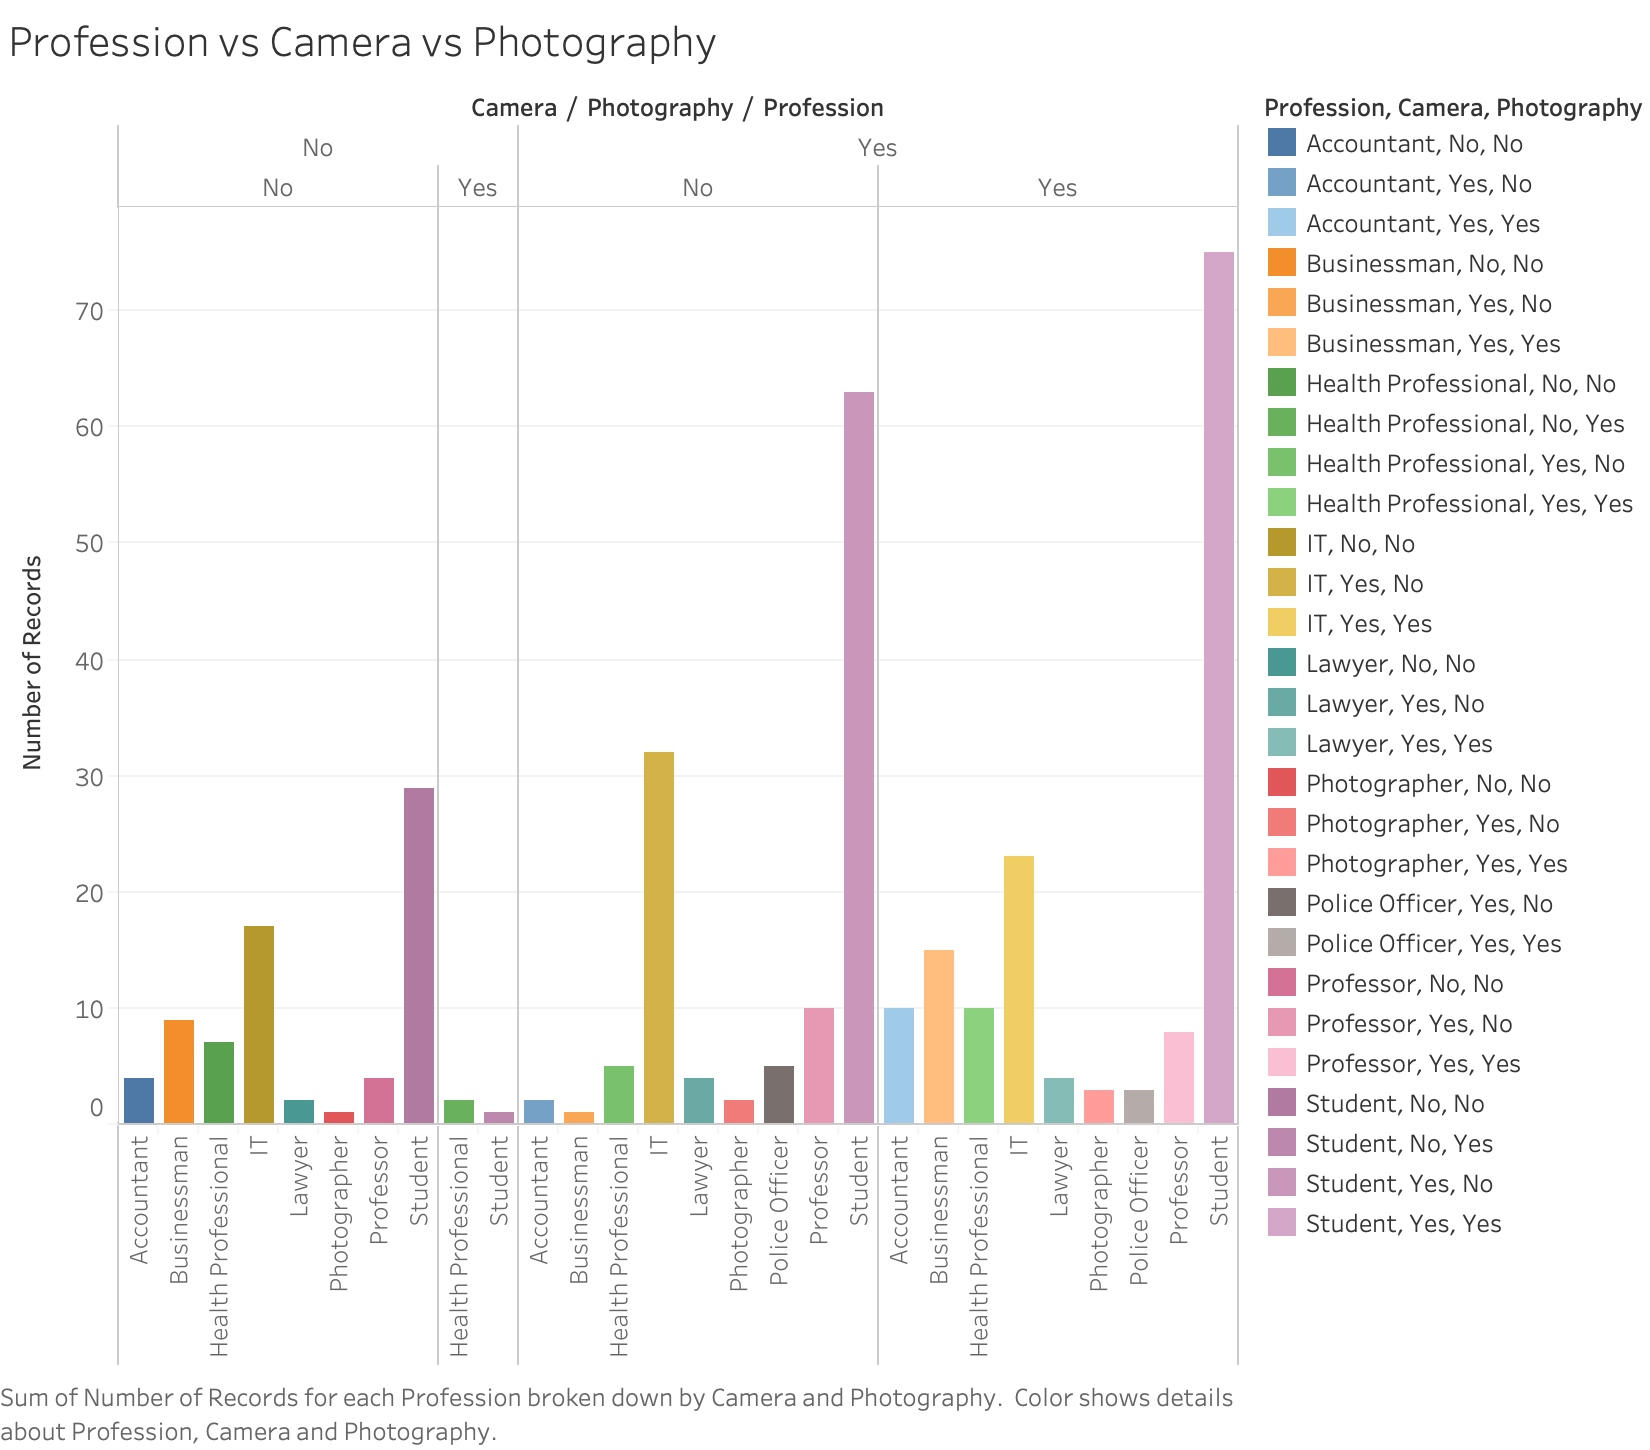 Profession vs Camera vs Photography
Camera / Photography / Profession
No
Yes
No
Yes
No
Yes
Number of Records
70
60
50
40
30
20
10
0
Accountant
Businessman
Health Professional
IT
Lawyer
Photographer
Professor
Student
Health Professional
Student
Accountant
Businessman
Health Professional
IT
Lawyer
Photographer
Police Officer
Professor
Student
Accountant
Businessman
Health Professional
IT
Lawyer
Photographer
Police Officer
Professor
Student
Profession, Camera, Photography
Accountant, No, No
Accountant, Yes, No
Accountant, Yes, Yes
Businessman, No, No
Businessman, Yes, No
Businessman, Yes, Yes
Health Professional, No, No
Health Professional, No, Yes
Health Professional, Yes, No
Health Professional, Yes, Yes
IT, No, No
IT, Yes, No
IT, Yes, Yes
Lawyer, No, No
Lawyer, Yes, No
Lawyer, Yes, Yes
Photographer, No, No
Photographer, Yes, No
Photographer, Yes, Yes
Police Officer, Yes, No
Police Officer, Yes, Yes
Professor, No, No
Professor, Yes, No
Professor, Yes, Yes
Student, No, No
Student, No, Yes
Student, Yes, No
Student, Yes, Yes
Sum of Number of Records for each Profession broken down by Camera and Photography.  Color shows details
about Profession, Camera and Photography.